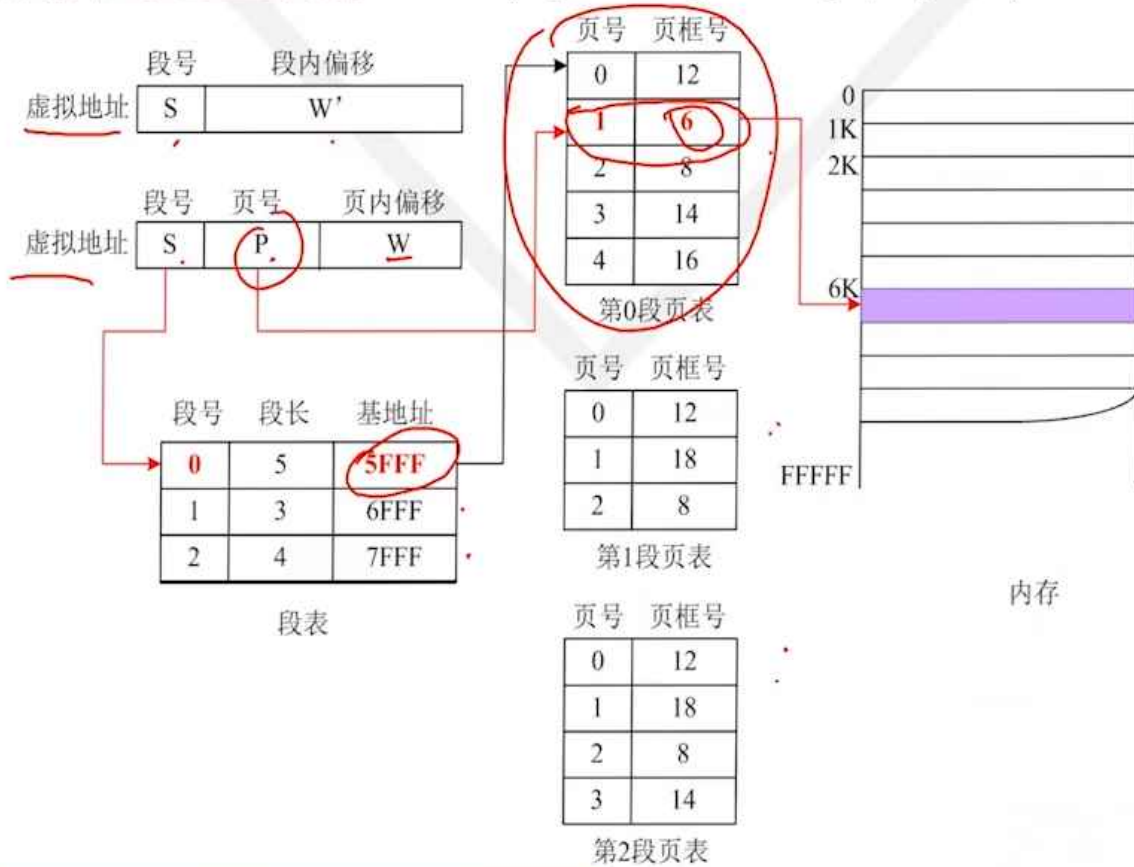 段号 段内偏移
虚拟地址 S W’
段号 页号 页内偏移
虚拟地址 S P W
段号 段长 基地址
0 5 5FFF
1 3 6FFF
2 4 7FFF
段表
页号 页框号
0 12
1 6
2 8
3 14
4 16
第0段页表
页号 页框号
0 12
1 18
2 8
第1段页表
页号 页框号
0 12
1 18
2 8
3 14
第2段页表
0
1K
2K
6K
FFFFF
内存